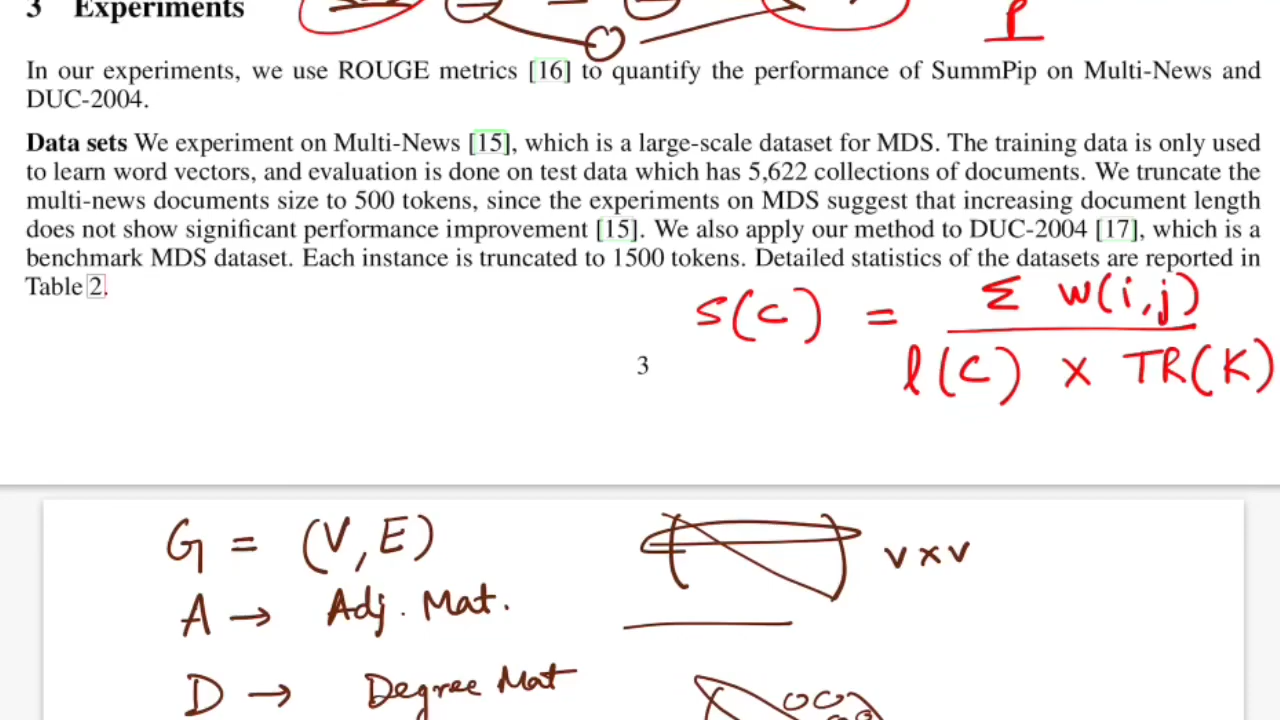 3 Experiments
In our experiments, we use ROUGE metrics [16] to quantify the performance of SummPip on Multi-News and
DUC-2004.
Data sets We experiment on Multi-News [15], which is a large-scale dataset for MDS. The training data is only used
to learn word vectors, and evaluation is done on test data which has 5,622 collections of documents. We truncate the
multi-news documents size to 500 tokens, since the experiments on MDS suggest that increasing document length
does not show significant performance improvement [15]. We also apply our method to DUC-2004 [17], which is a
benchmark MDS dataset. Each instance is truncated to 1500 tokens. Detailed statistics of the datasets are reported in
Table 2.
s(c) = Σ w(i,j)
l(c) x TR(K)
3
G = (V, E)
V x V
A → Adj. Mat.
D → Degree Mat